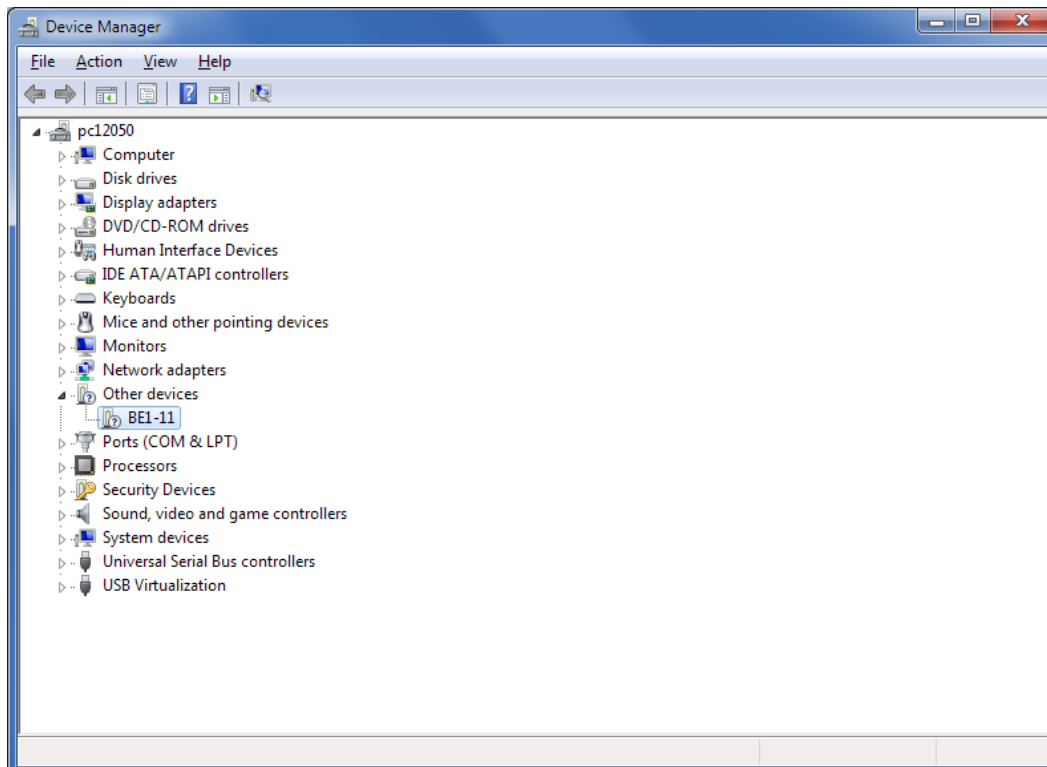 Device Manager
File Action View Help
pc12050
Computer
Disk drives
Display adapters
DVD/CD-ROM drives
Human Interface Devices
IDE ATA/ATAPI controllers
Keyboards
Mice and other pointing devices
Monitors
Network adapters
Other devices
BE1-11
Ports (COM & LPT)
Processors
Security Devices
Sound, video and game controllers
System devices
Universal Serial Bus controllers
USB Virtualization